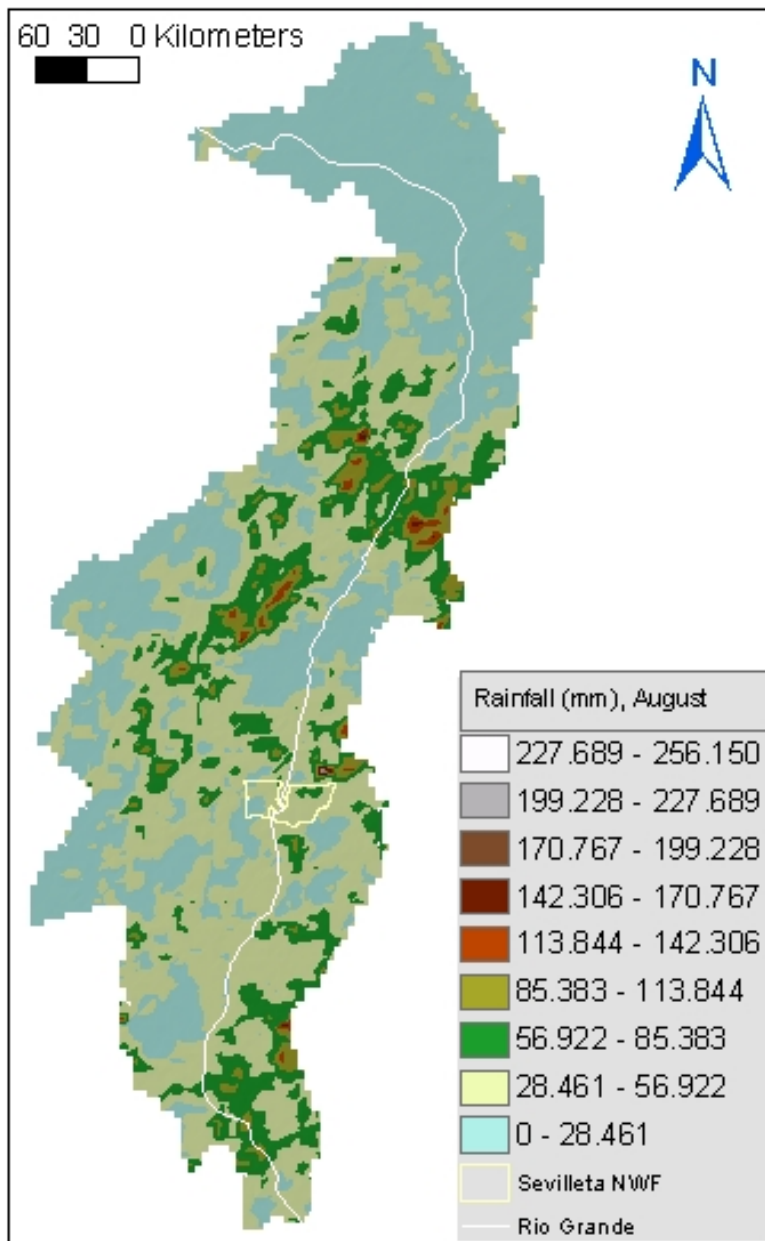 60 30 0 Kilometers
N
Rainfall (mm), August
227.689 - 256.150
199.228 - 227.689
170.767 - 199.228
142.306 - 170.767
113.844 - 142.306
85.383 - 113.844
56.922 - 85.383
28.461 - 56.922
0 - 28.461
Sevilleta NWF
Rio Grande